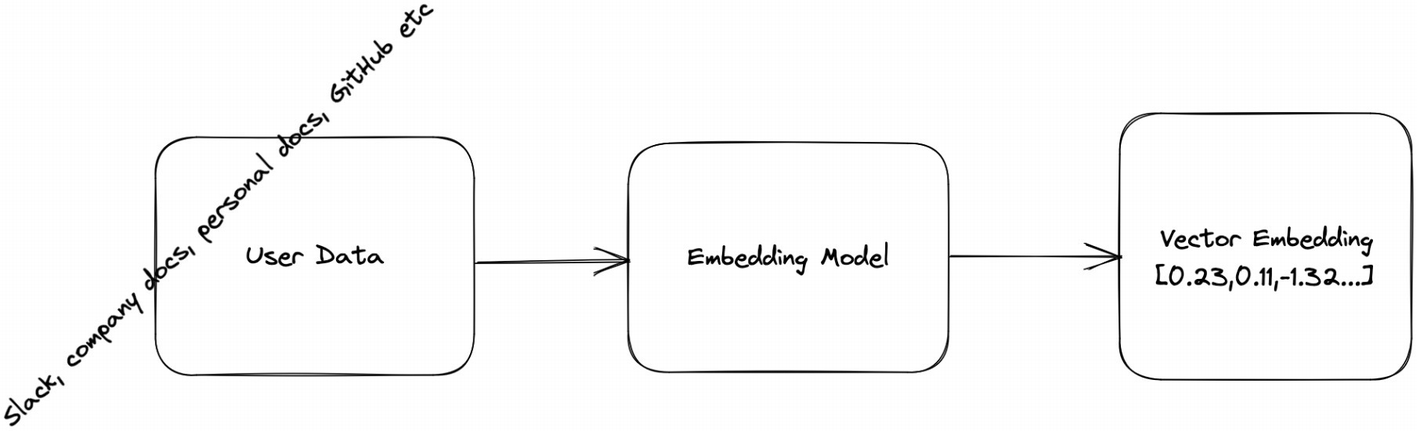 Slack, company docs, personal docs, GitHub etc
User Data
Embedding Model
Vector Embedding
[0.23,0.11,-1.32...]